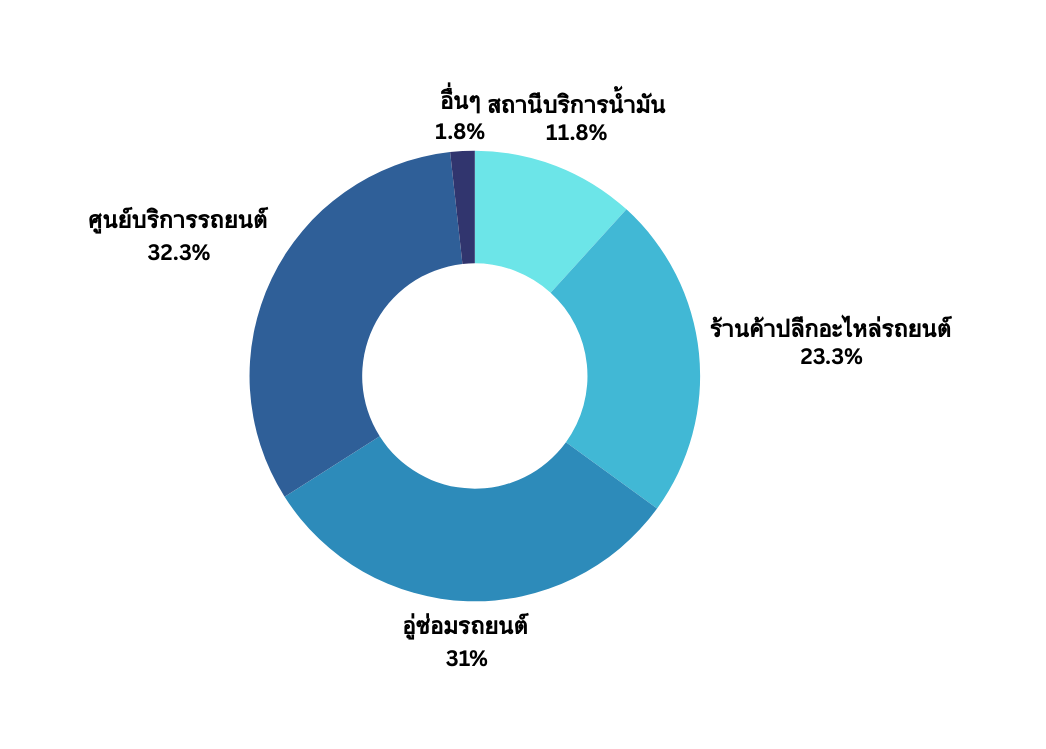 อื่นๆ
1.8%
สถานีบริการน้ำมัน
11.8%
ศูนย์บริการรถยนต์
32.3%
ร้านค้าปลีกอะไหล่รถยนต์
23.3%
อู่ซ่อมรถยนต์
31%